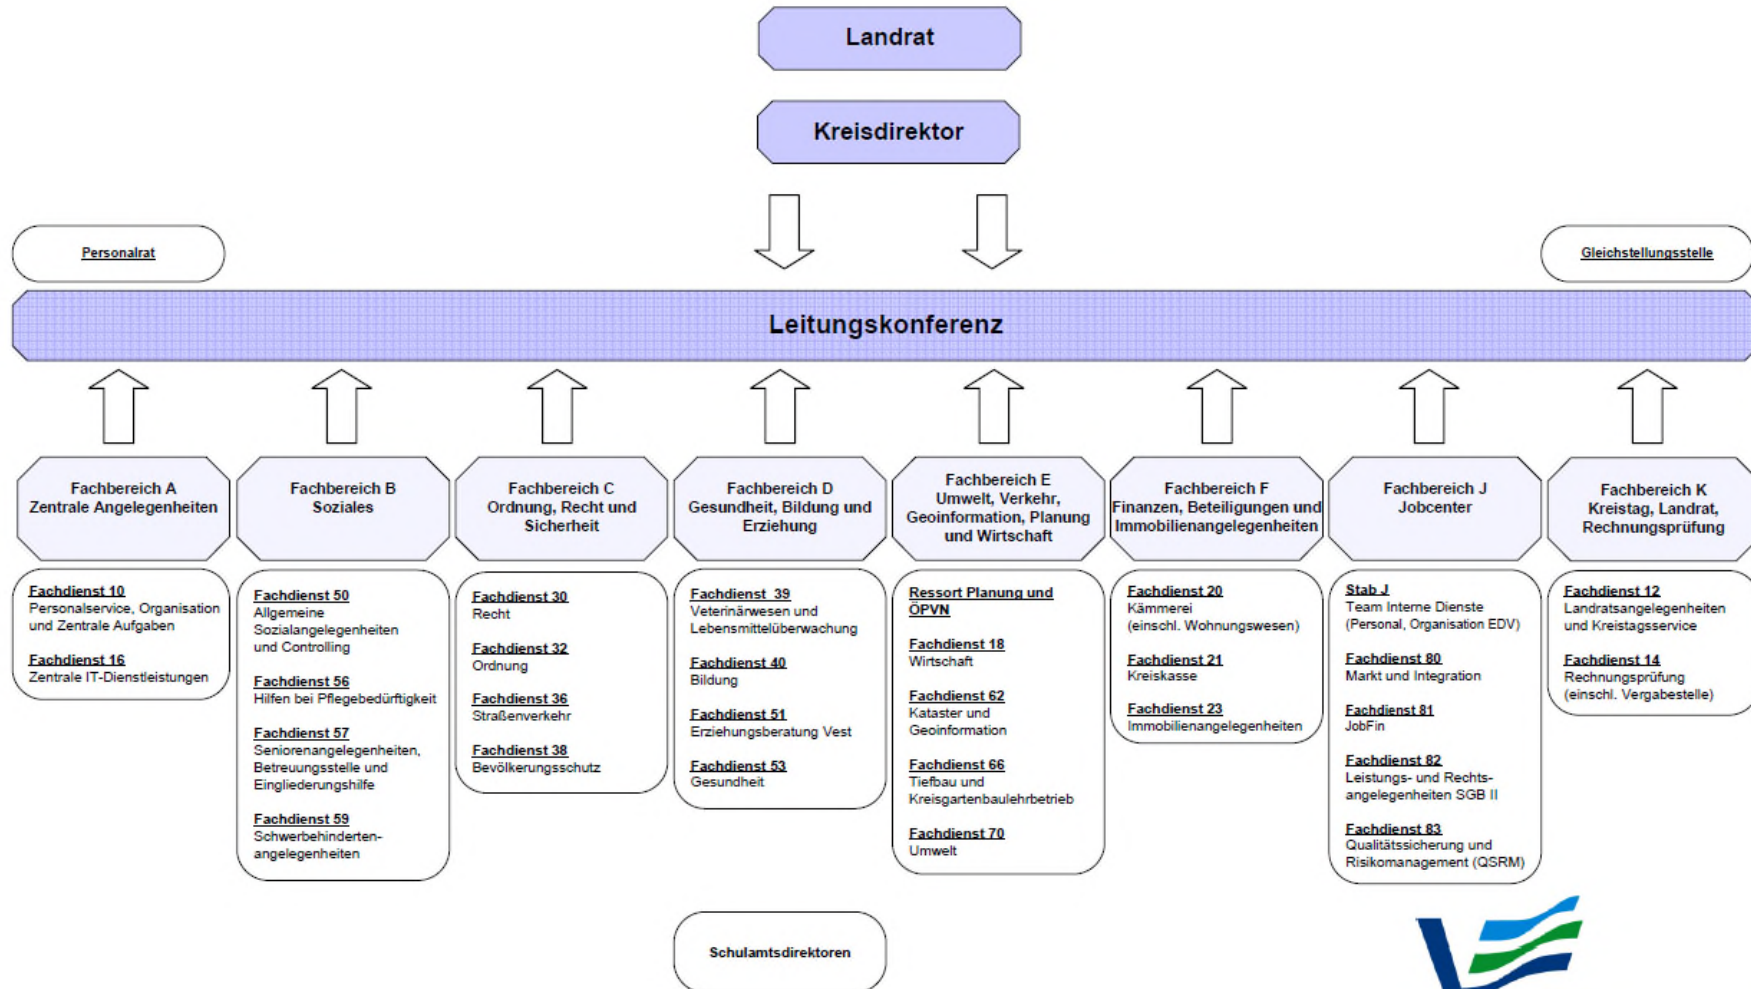 Landrat
Kreisdirektor
Personalrat
Gleichstellungsstelle
Leitungskonferenz
Fachbereich A
Zentrale Angelegenheiten
Fachdienst 10
Personalservice, Organisation
und Zentrale Aufgaben
Fachdienst 16
Zentrale IT-Dienstleistungen
Fachbereich B
Soziales
Fachdienst 50
Allgemeine
Sozialangelegenheiten
und Controlling
Fachdienst 56
Hilfen bei Pflegebedürftigkeit
Fachdienst 57
Seniorenangelegenheiten,
Betreuungsstelle und
Eingliederungshilfe
Fachdienst 59
Schwerbehinderten-
angelegenheiten
Fachbereich C
Ordnung, Recht und
Sicherheit
Fachdienst 30
Recht
Fachdienst 32
Ordnung
Fachdienst 36
Straßenverkehr
Fachdienst 38
Bevölkerungsschutz
Fachbereich D
Gesundheit, Bildung und
Erziehung
Fachdienst 39
Veterinärwesen und
Lebensmittelüberwachung
Fachdienst 40
Bildung
Fachdienst 51
Erziehungsberatung Vest
Fachdienst 53
Gesundheit
Fachbereich E
Umwelt, Verkehr,
Geoinformation, Planung
und Wirtschaft
Ressort Planung und
ÖPVN
Fachdienst 18
Wirtschaft
Fachdienst 62
Kataster und
Geoinformation
Fachdienst 66
Tiefbau und
Kreisgartenbaulehrbetrieb
Fachdienst 70
Umwelt
Fachbereich F
Finanzen, Beteiligungen und
Immobilienangelegenheiten
Fachdienst 20
Kämmerei
(einschl. Wohnungswesen)
Fachdienst 21
Kreiskasse
Fachdienst 23
Immobilienangelegenheiten
Fachbereich J
Jobcenter
Stab J
Team Interne Dienste
(Personal, Organisation EDV)
Fachdienst 80
Markt und Integration
Fachdienst 81
JobFin
Fachdienst 82
Leistungs- und Rechts-
angelegenheiten SGB II
Fachdienst 83
Qualitätssicherung und
Risikomanagement (QSRM)
Fachbereich K
Kreistag, Landrat,
Rechnungsprüfung
Fachdienst 12
Landratsangelegenheiten
und Kreistagsservice
Fachdienst 14
Rechnungsprüfung
(einschl. Vergabestelle)
Schulamtsdirektoren